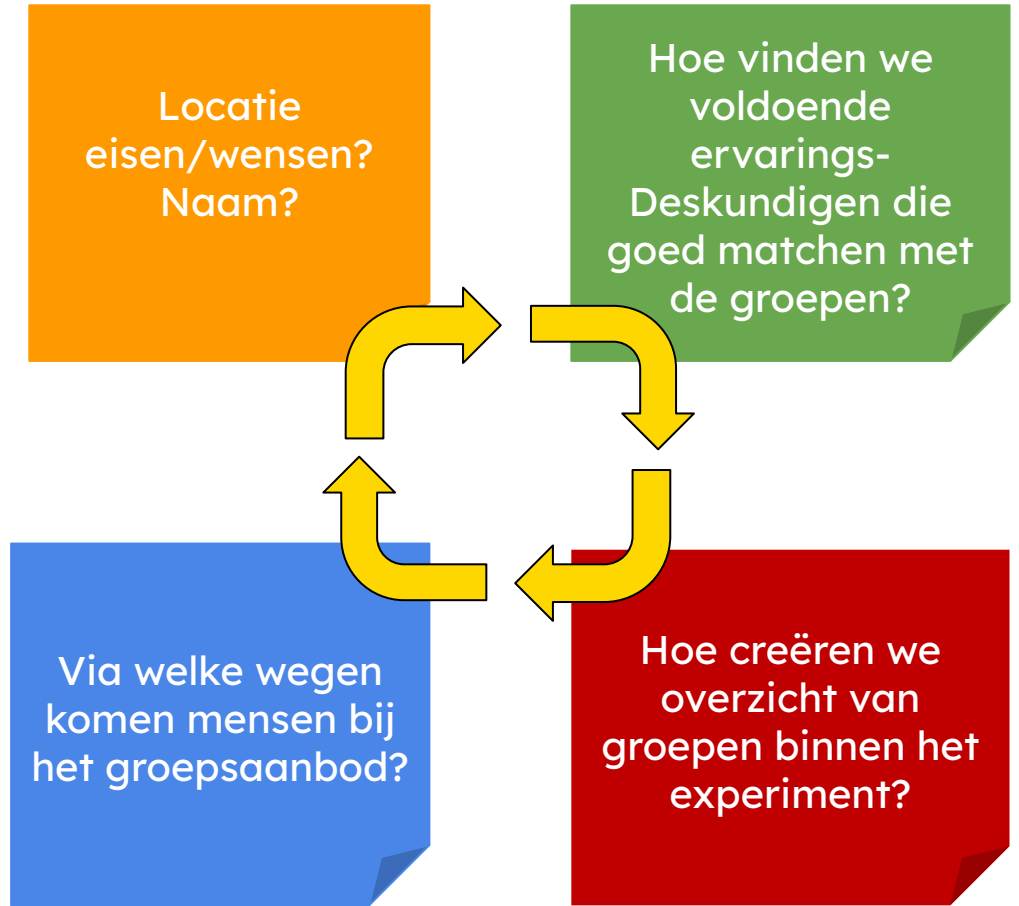 Locatie
eisen/wensen?
Naam?
Hoe vinden we
voldoende
ervarings-
Deskundigen die
goed matchen met
de groepen?
Via welke wegen
komen mensen bij
het groepsaanbod?
Hoe creëren we
overzicht van
groepen binnen het
experiment?